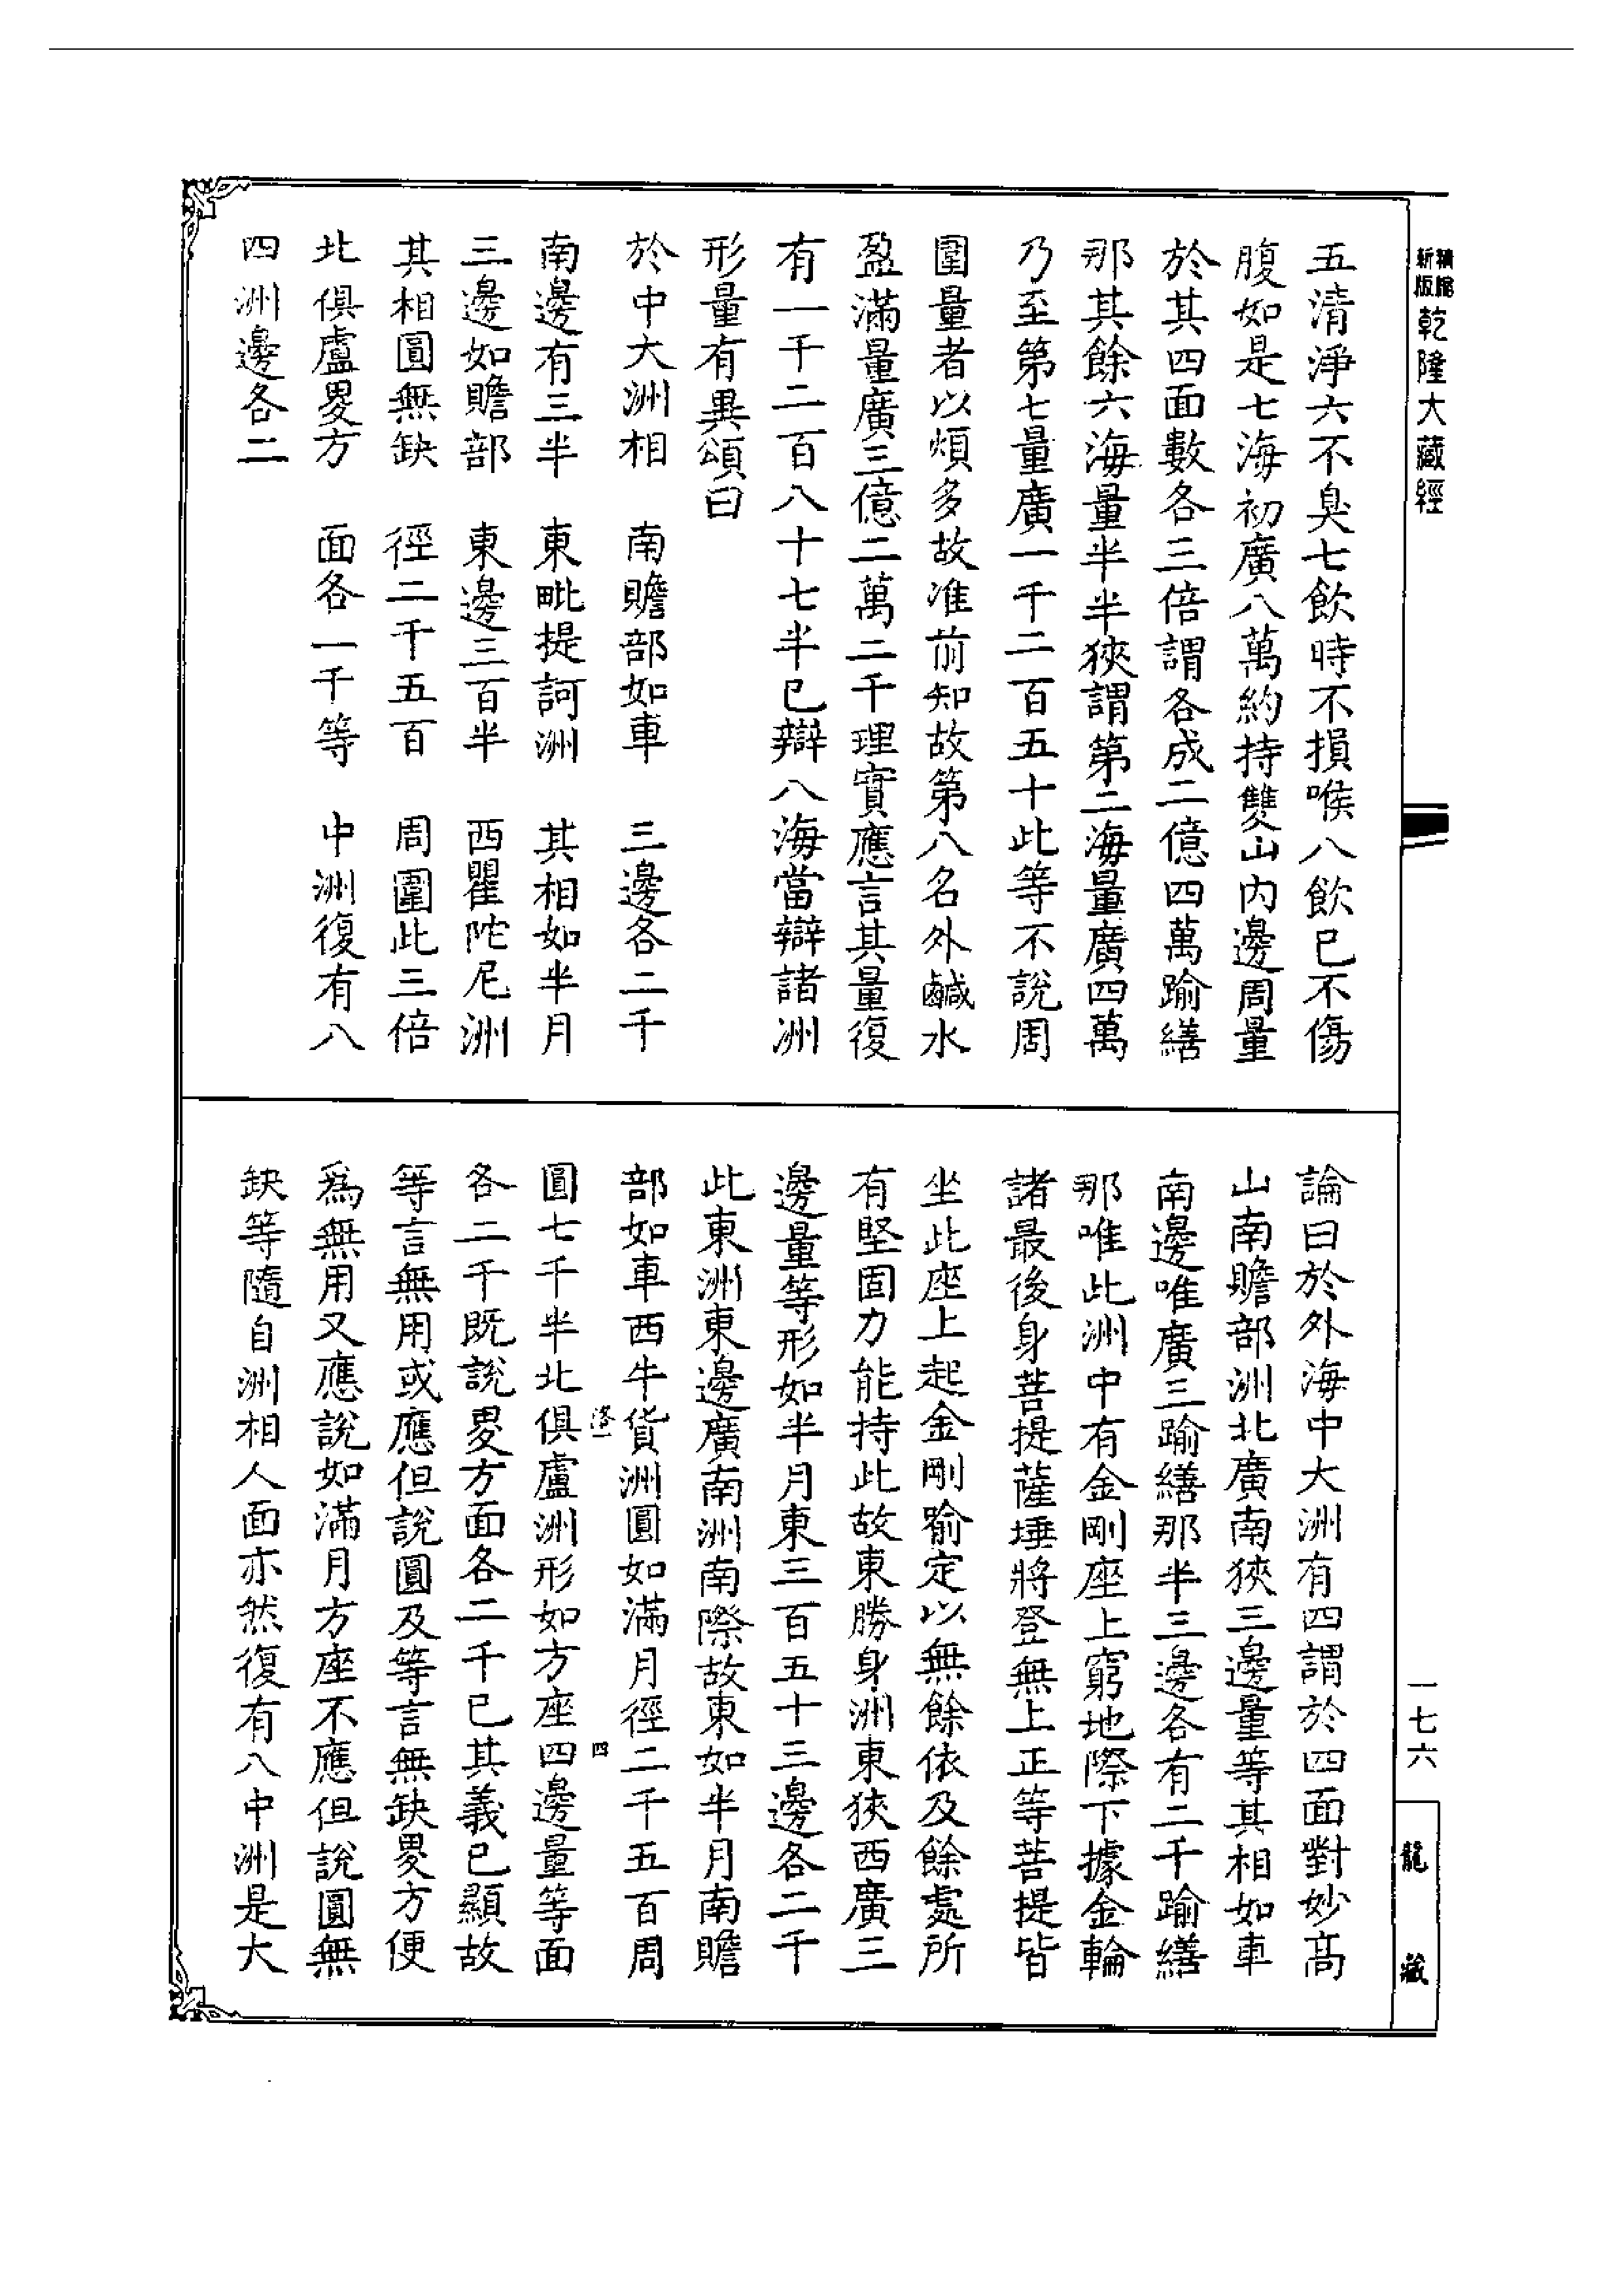 精縮
新版
乾隆大藏經
五清淨六不臭七飲時不損喉八飲已不傷
腹如是七海初廣八萬約持雙山內邊周量
於其四面數各三倍謂各成二億四萬踰繕
那其餘六海量半半狹謂第二海量廣四萬
乃至第七量廣一千二百五十此等不說周
圍量者以煩多故准前知故第八名外鹹水
盈滿量廣三億二萬二千理實應言其量復
有一千二百八十七半已辯八海當辯諸洲
形量有異頌曰
於中大洲相 南贍部如車 三邊各二千
南邊有三半 東毗提訶洲 其相如半月
三邊如贍部 東邊三百半 西瞿陀尼洲
其相圓無缺 徑二千五百 周圍此三倍
北俱盧畟方 面各一千等 中洲復有八
四洲邊各二
論曰於外海中大洲有四謂於四面對妙高
山南贍部洲北廣南狹三邊量等其相如車
南邊唯廣三踰繕那半三邊各有二千踰繕
那唯此洲中有金剛座上窮地際下據金輪
諸最後身菩提薩埵將登無上正等菩提皆
坐此座上起金剛喻定以無餘依及餘處所
有堅固力能持此故東勝身洲東狹西廣三
邊量等形如半月東三百五十三邊各二千
此東洲東邊廣南洲南際故東如半月南贍
部如車西牛貨洲圓如滿月徑二千五百周
圓七千半北俱盧洲形如方座四邊量等面
各二千既說畟方面各二千已其義已顯故
等言無用或應但說圓及等言無缺畟方便
為無用又應說如滿月方座不應但說圓無
缺等隨自洲相人面亦然復有八中洲是大
四
一七六
龍藏